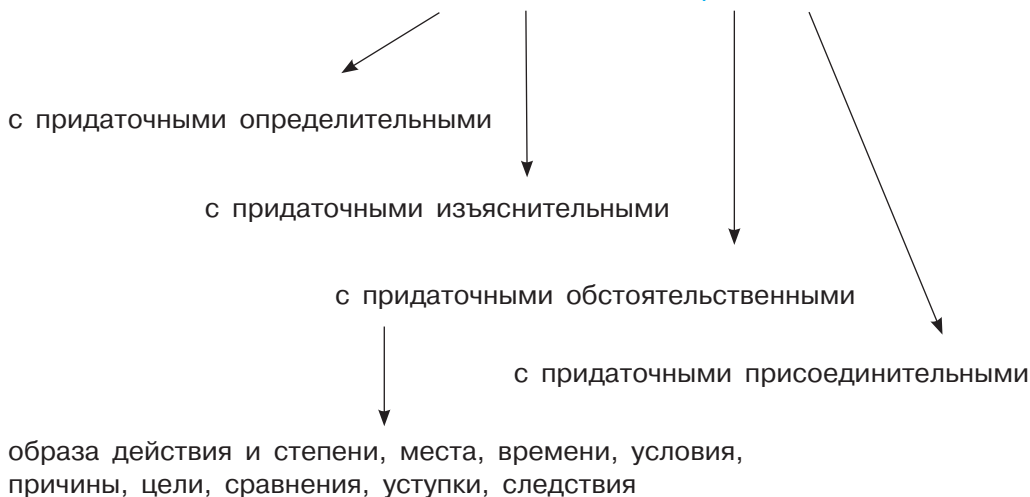 с придаточными определительными
с придаточными изъяснительными
с придаточными обстоятельственными
с придаточными присоединительными
образа действия и степени, места, времени, условия,
причины, цели, сравнения, уступки, следствия